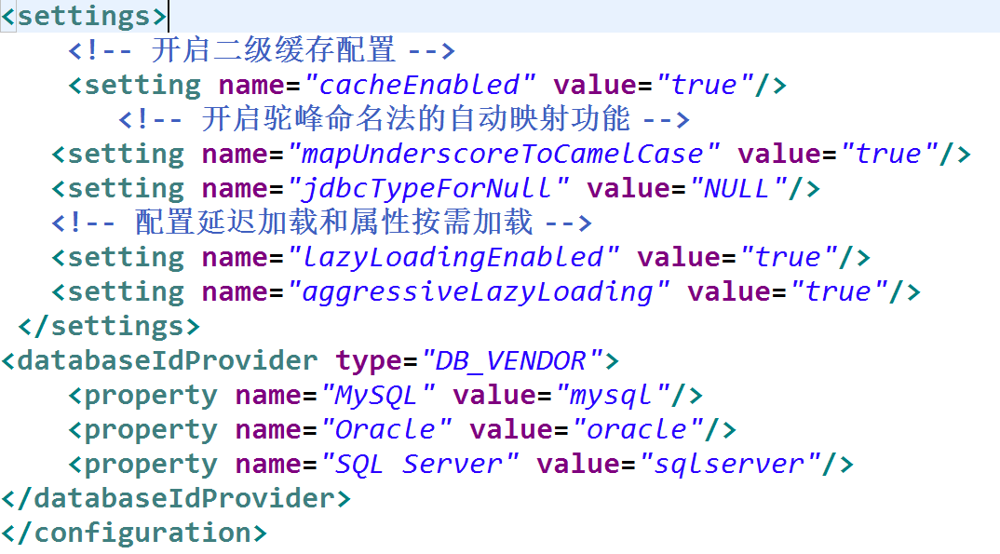 <settings>
<!-- 开启二级缓存配置 -->
<setting name="cacheEnabled" value="true"/>
<!-- 开启驼峰命名法的自动映射功能 -->
<setting name="mapUnderscoreToCamelCase" value="true"/>
<setting name="jdbcTypeForNull" value="NULL"/>
<!-- 配置延迟加载和属性按需加载 -->
<setting name="lazyLoadingEnabled" value="true"/>
<setting name="aggressiveLazyLoading" value="true"/>
</settings>
<databaseIdProvider type="DB_VENDOR">
<property name="MySQL" value="mysql"/>
<property name="Oracle" value="oracle"/>
<property name="SQL Server" value="sqlserver"/>
</databaseIdProvider>
</configuration>